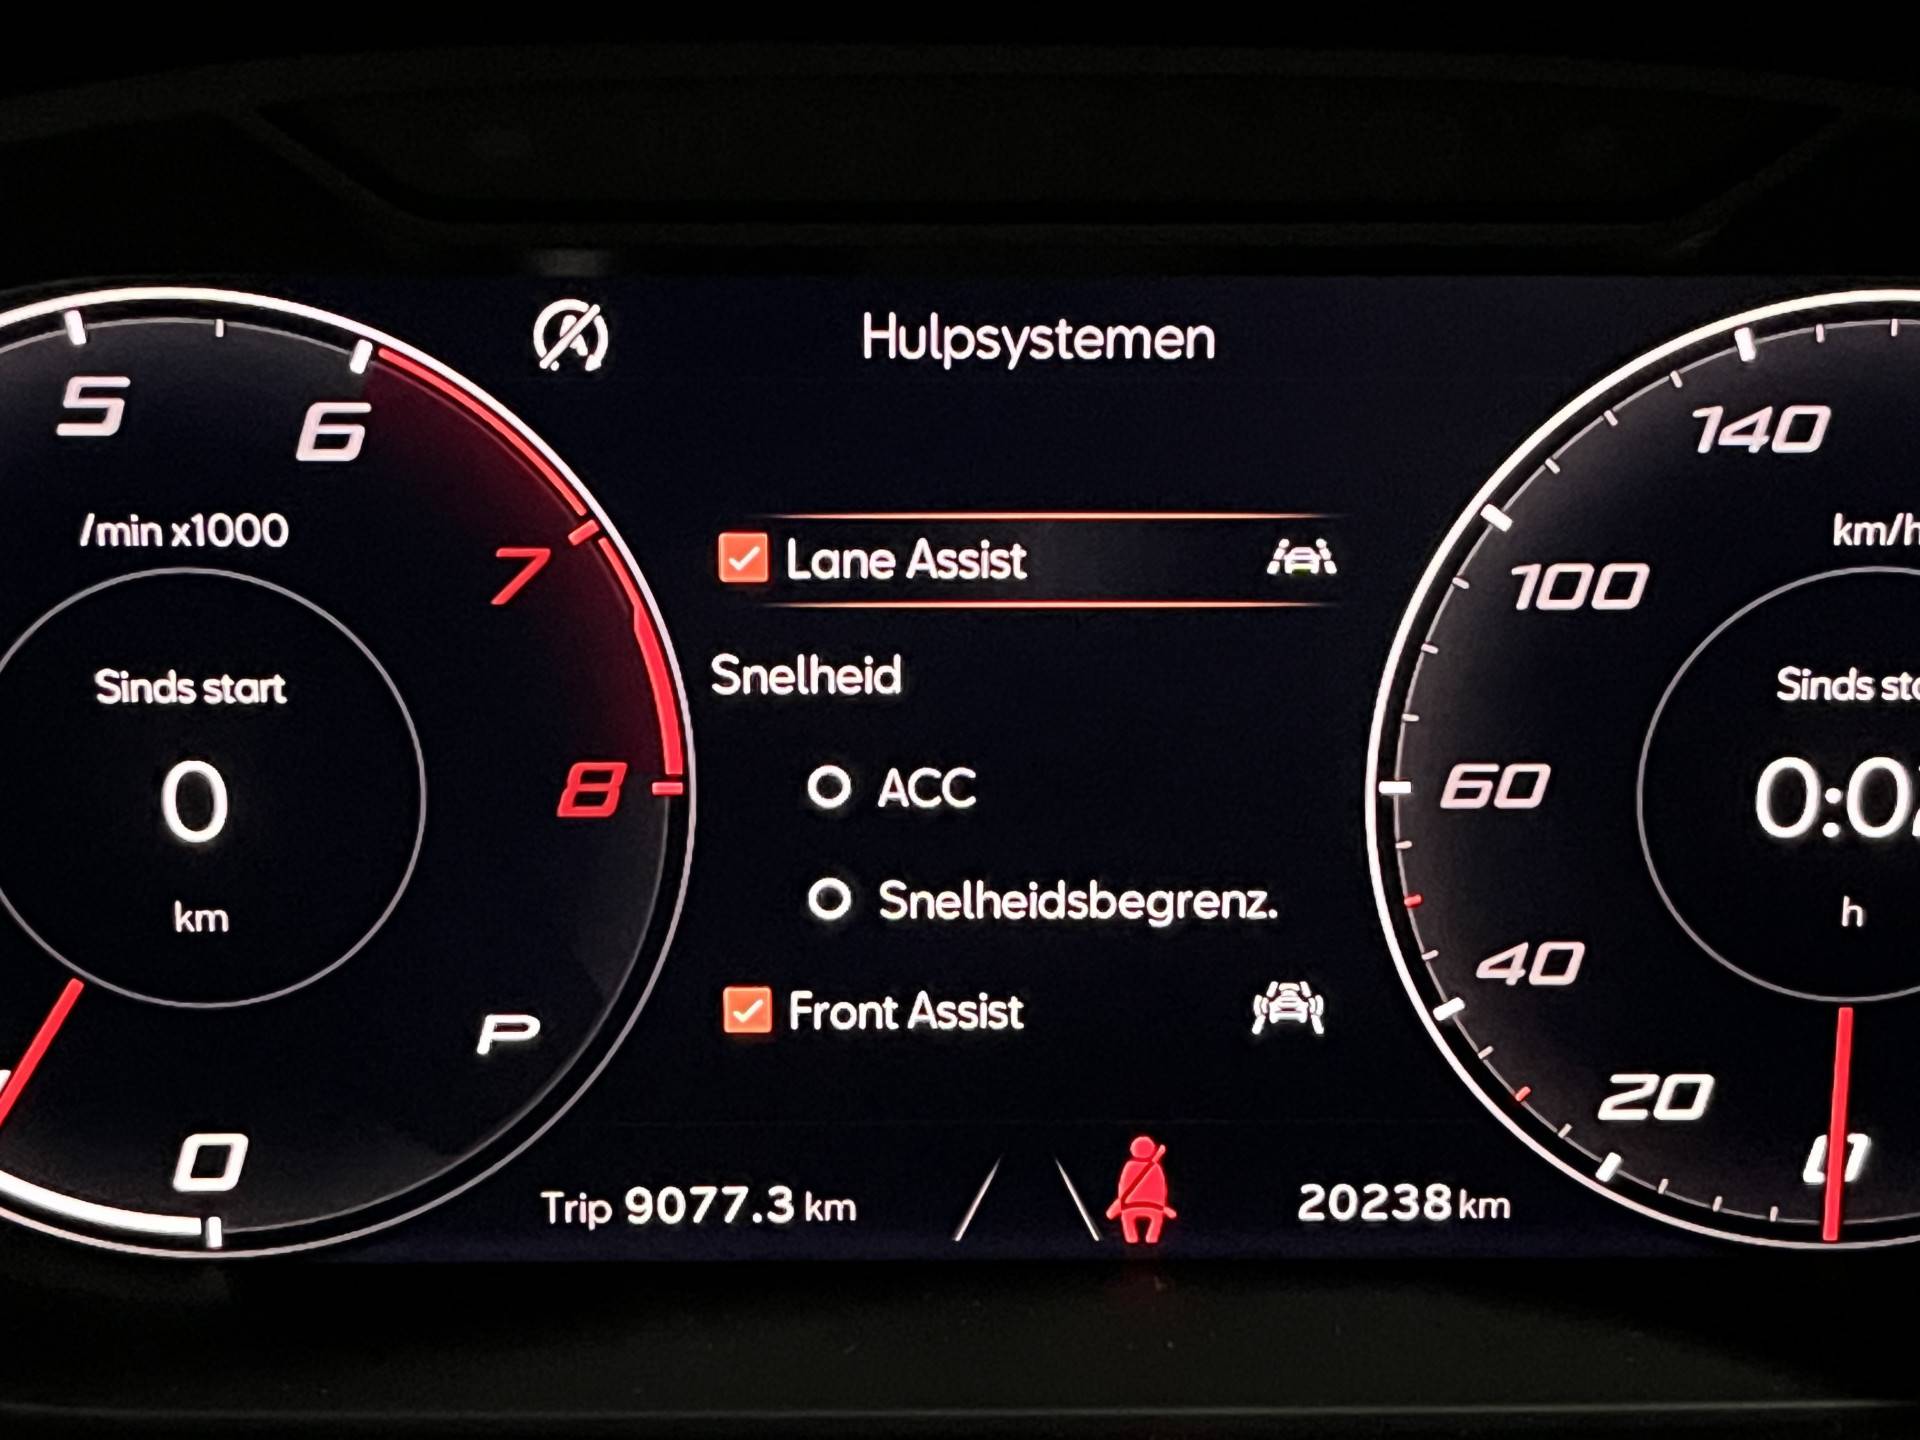 Hulpsystemen
5
6
7
8
0
/min x1000
Sinds start
0
km
P
Lane Assist
Snelheid
ACC
Snelheidsbegrenz.
Front Assist
Trip 9077.3 km
20238 km
140
100
60
40
20
0
km/h
Sinds
h